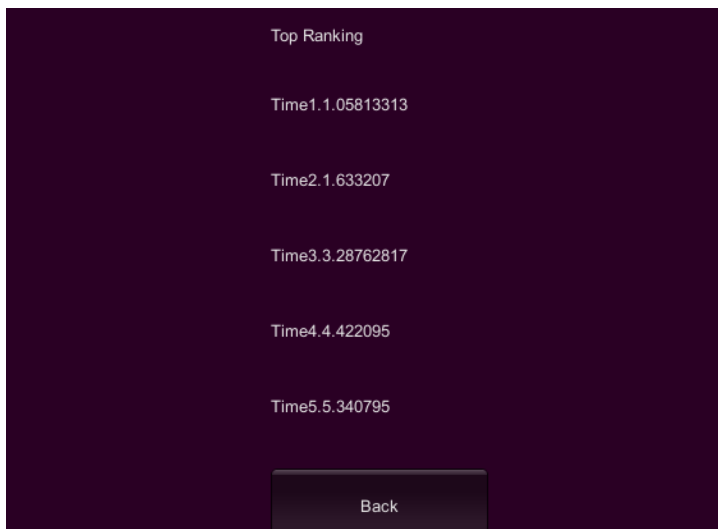 Top Ranking
Time1.1.05813313
Time2.1.633207
Time3.3.28762817
Time4.4.422095
Time5.5.340795
Back